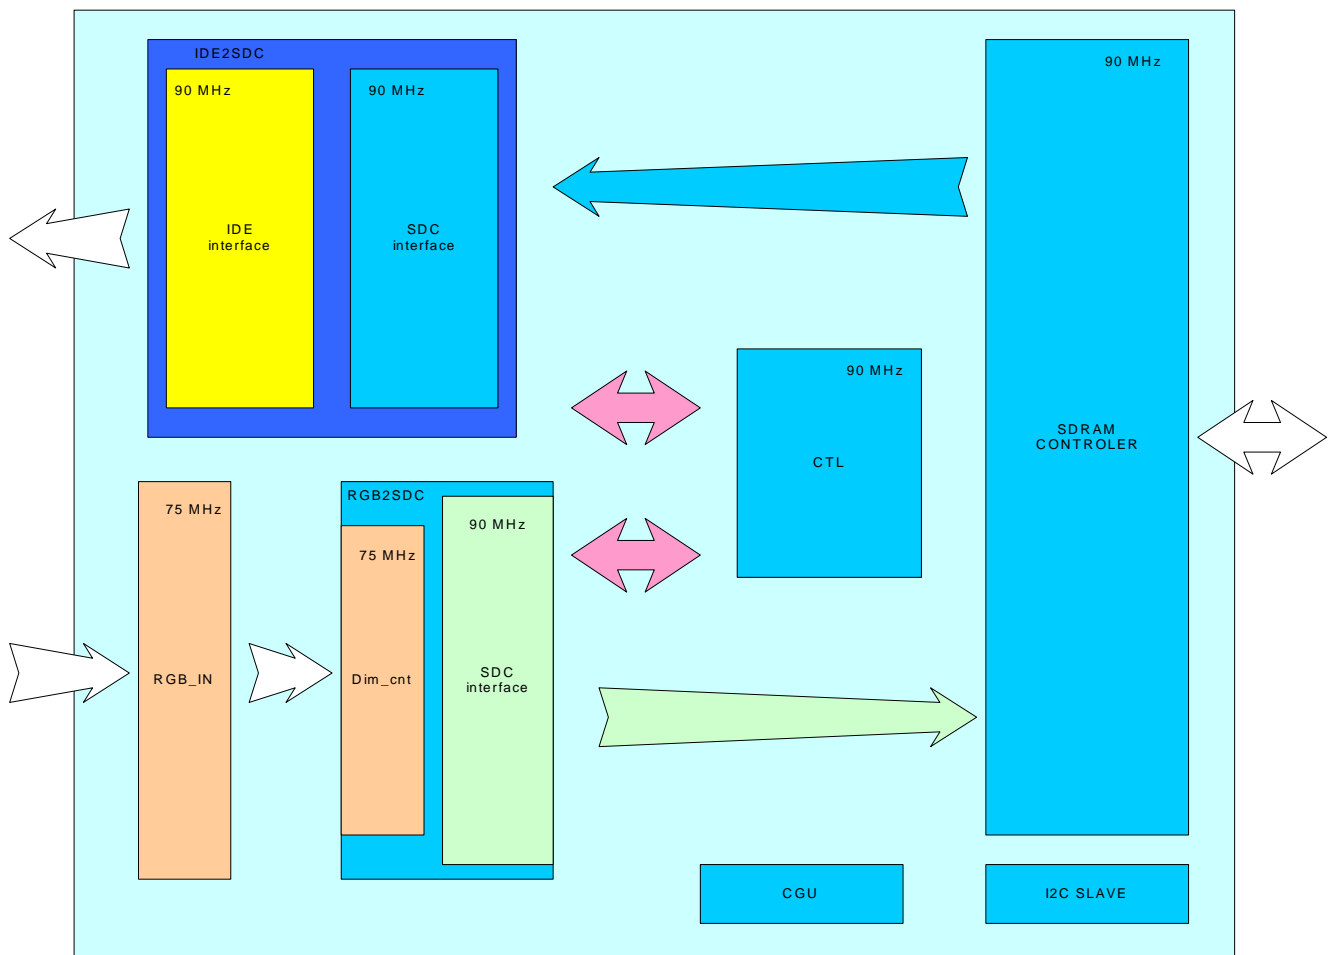 IDE2SDC
90 MHz
90 MHz
90 MHz
IDE
interface
SDC
interface
90 MHz
SDRAM
CONTROLER
CTL
RGB2SDC
75 MHz
90 MHz
75 MHz
RGB_IN
Dim_cnt
SDC
interface
CGU
I2C SLAVE